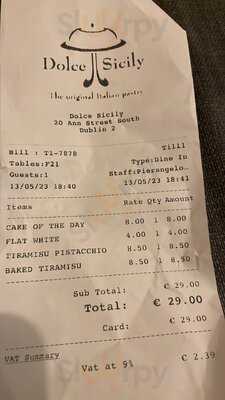 Dolce Sicily
The original Italian pastry
Dolce Sicily
20 Ann Street South
Dublin 2
Bill : T1-7878 Till1
Tables:F21 Type:Dine In
Guests:1 Staff:Pierangelo…
13/05/23 18:40 13/05/23 18:41
Items Rate Qty Amount
CAKE OF THE DAY 8.00 1 8.00
FLAT WHITE 4.00 1 4.00
TIRAMISU PISTACCHIO 8.50 1 8.50
BAKED TIRAMISU 8.50 1 8.50
Sub Total: € 29.00
Total: € 29.00
Card: € 29.00
VAT Summary
Vat at 9% € 2.39